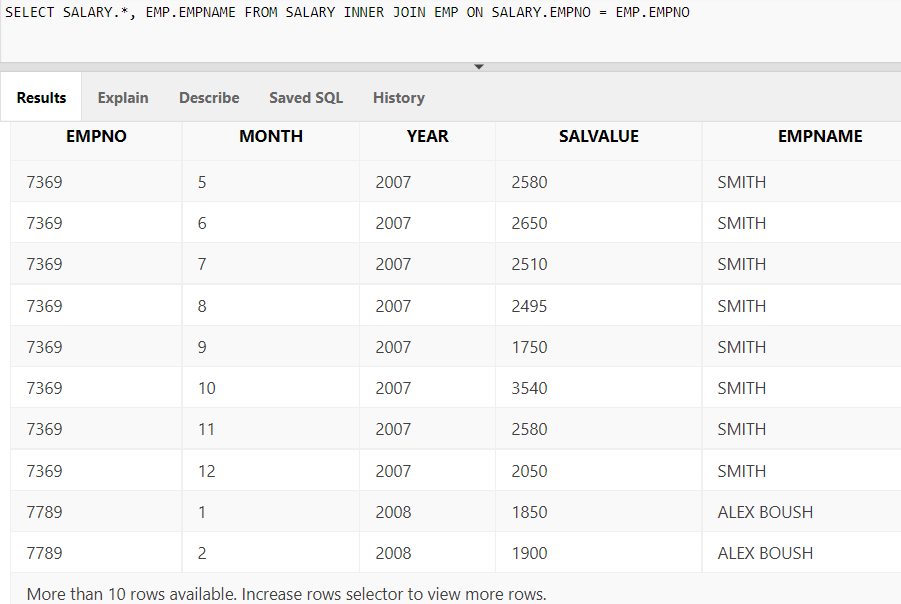 SELECT SALARY.*, EMP.EMPNAME FROM SALARY INNER JOIN EMP ON SALARY.EMPNO = EMP.EMPNO
Results Explain Describe Saved SQL History
EMPNO MONTH YEAR SALVALUE EMPNAME
7369 5 2007 2580 SMITH
7369 6 2007 2650 SMITH
7369 7 2007 2510 SMITH
7369 8 2007 2495 SMITH
7369 9 2007 1750 SMITH
7369 10 2007 3540 SMITH
7369 11 2007 2580 SMITH
7369 12 2007 2050 SMITH
7789 1 2008 1850 ALEX BOUSH
7789 2 2008 1900 ALEX BOUSH
More than 10 rows available. Increase rows selector to view more rows.